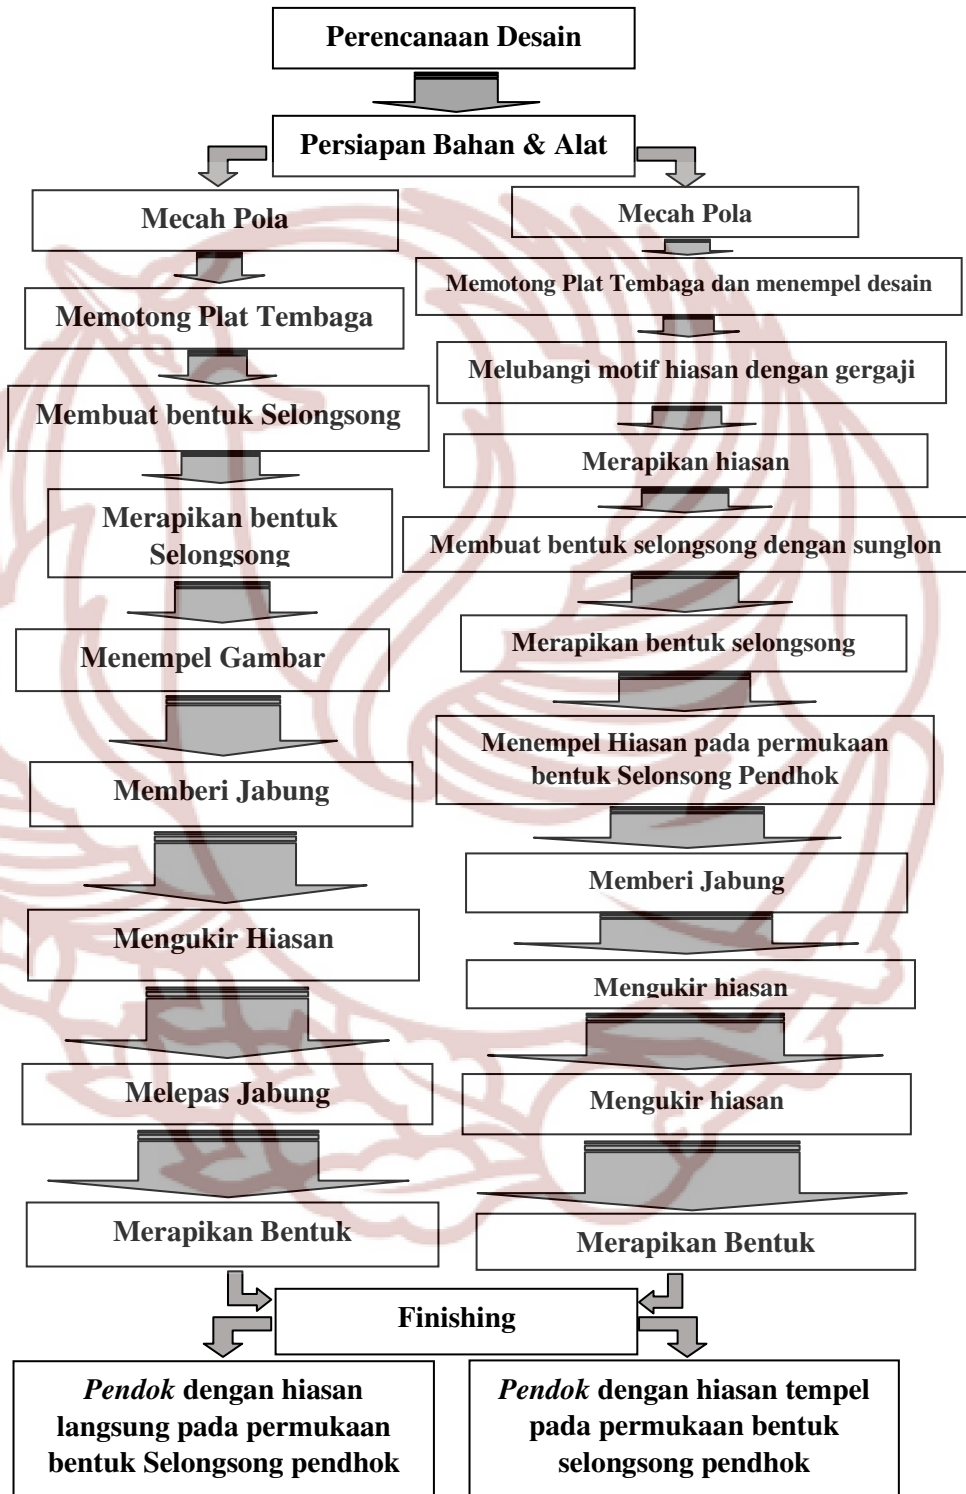 Perencanaan Desain
Persiapan Bahan & Alat
Mecah Pola
Memotong Plat Tembaga
Membuat bentuk Selongsong
Merapikan bentuk
Selongsong
Menempel Gambar
Memberi Jabung
Mengukir Hiasan
Melepas Jabung
Merapikan Bentuk
Mecah Pola
Memotong Plat Tembaga dan menempel desain
Melubangi motif hiasan dengan gergaji
Merapikan hiasan
Membuat bentuk selongsong dengan sunglon
Merapikan bentuk selongsong
Menempel Hiasan pada permukaan
bentuk Selonsong Pendhok
Memberi Jabung
Mengukir hiasan
Mengukir hiasan
Merapikan Bentuk
Finishing
Pendok dengan hiasan
langsung pada permukaan
bentuk Selongsong pendhok
Pendok dengan hiasan tempel
pada permukaan bentuk
selongsong pendhok